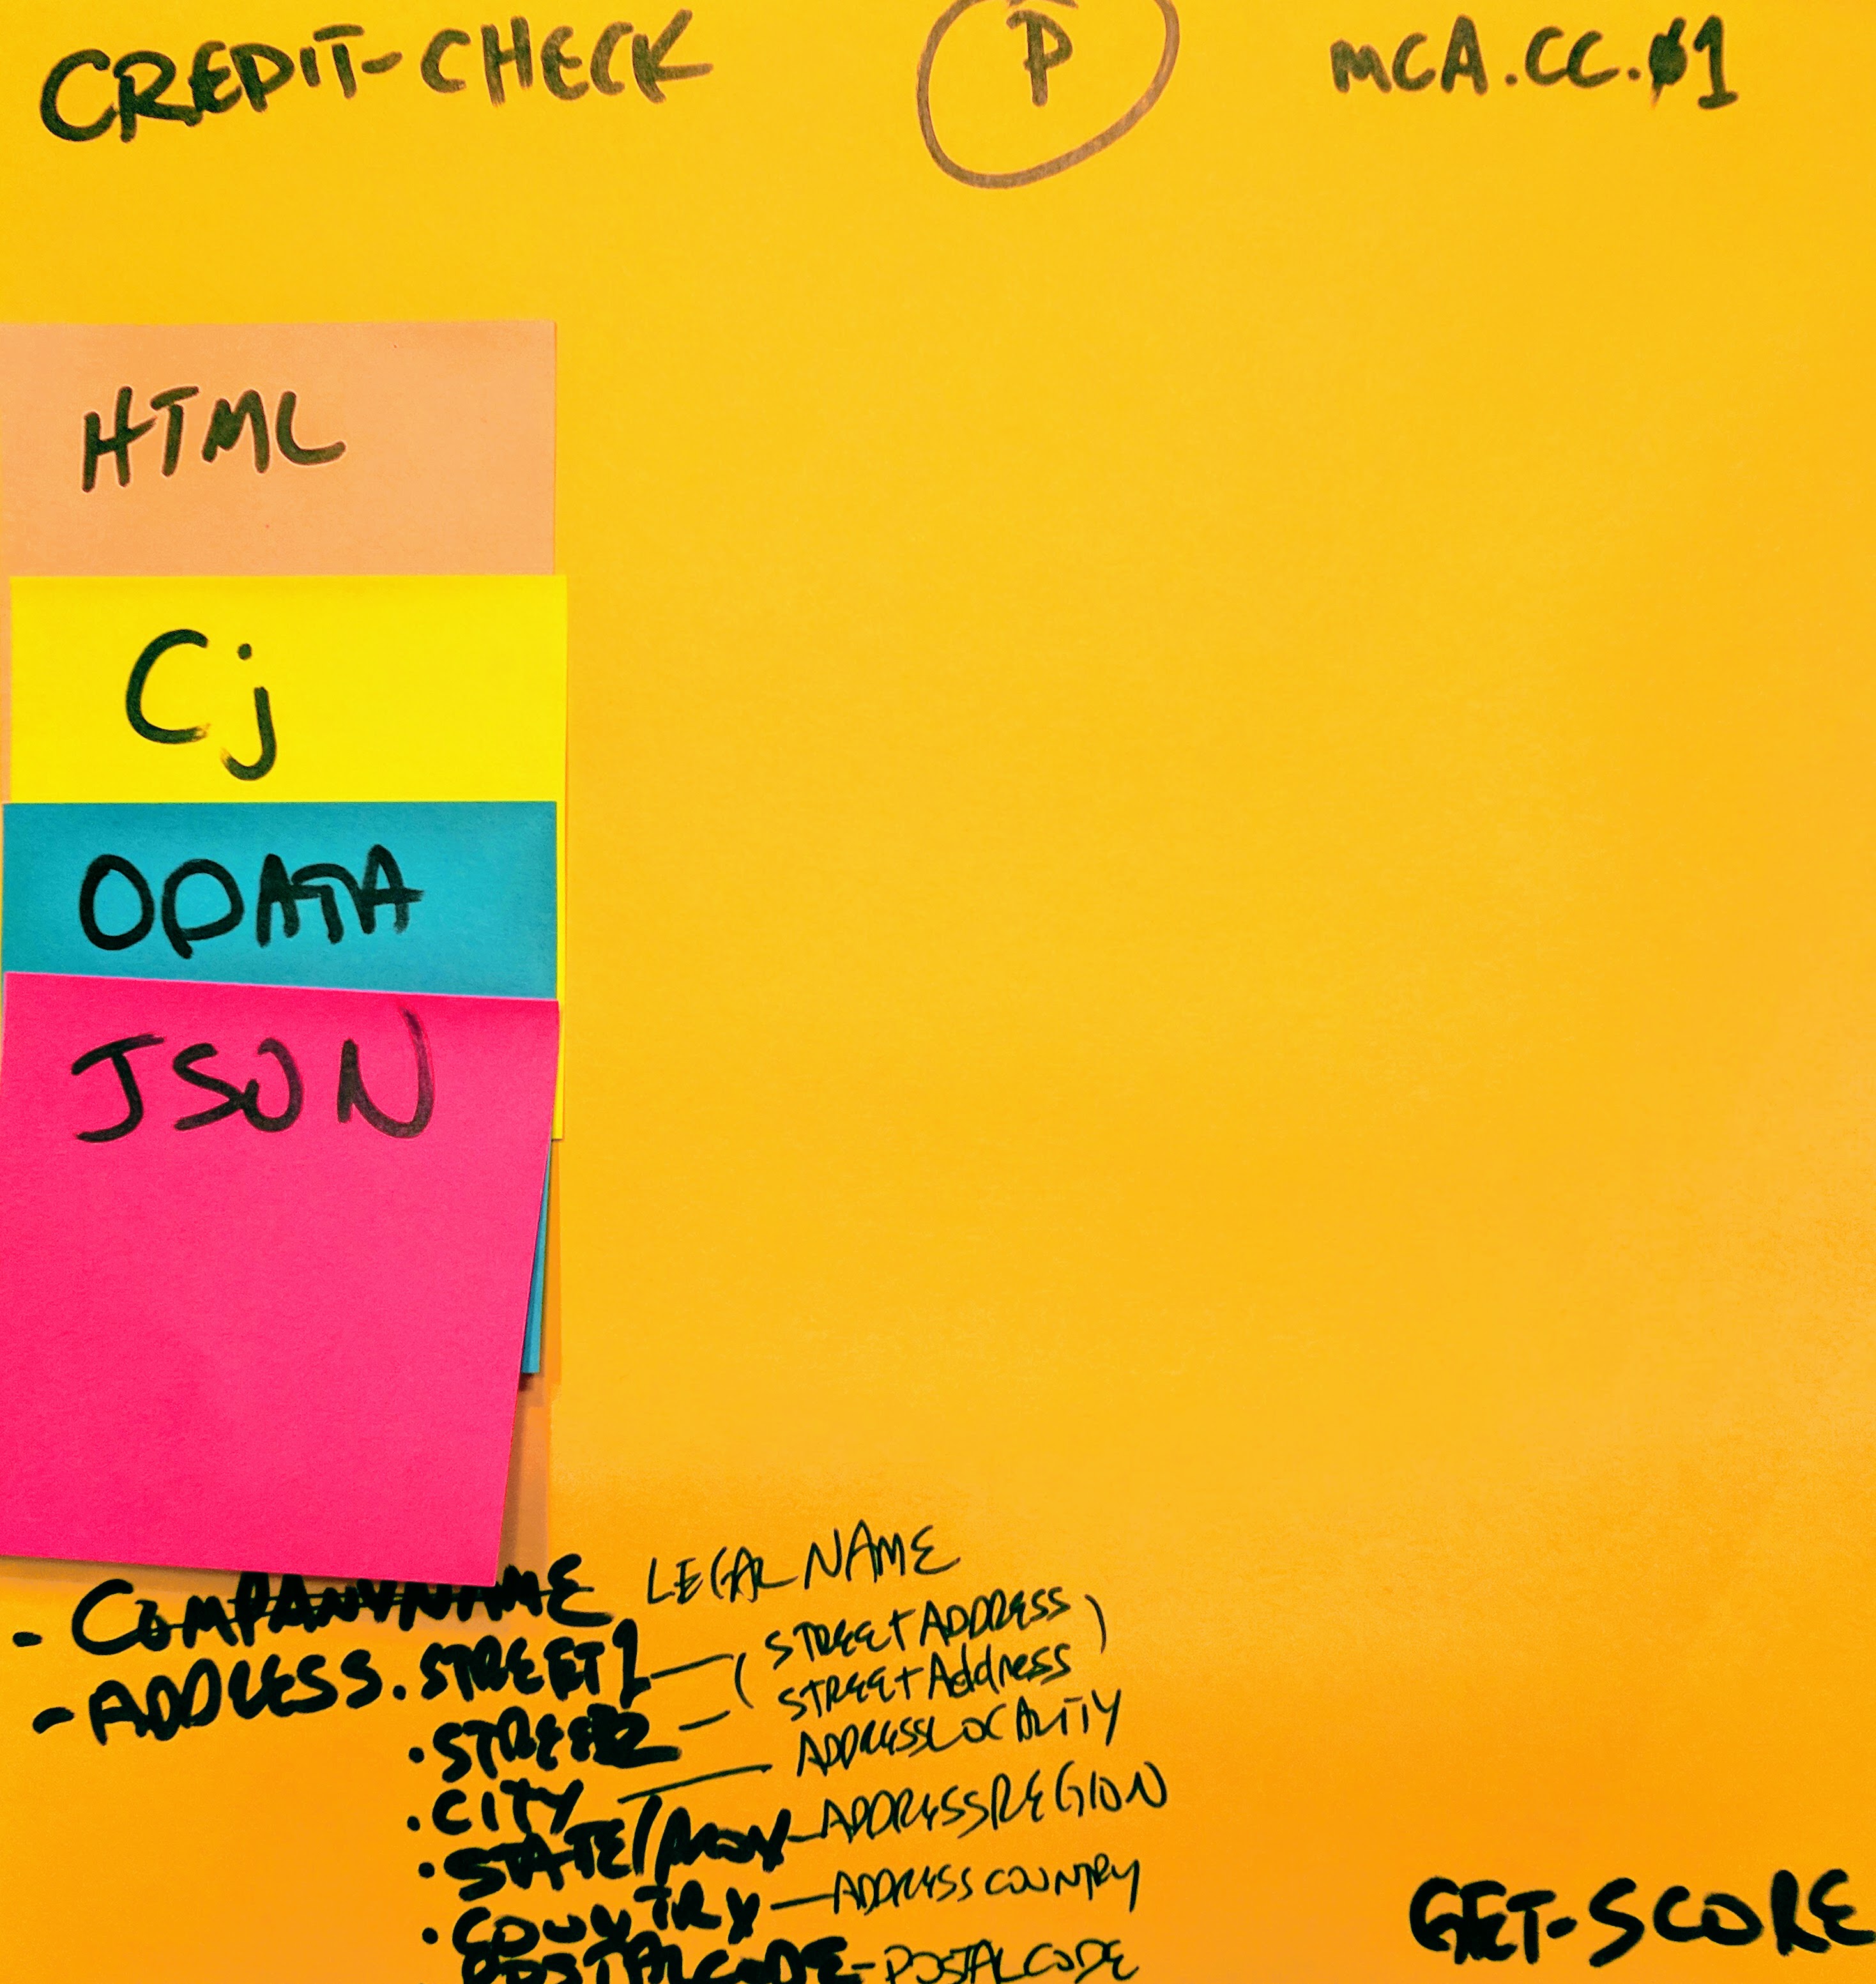 CREDIT-CHECK
P
MCA.CC.01
HTML
Cj
ODATA
JSON
- COMPANYNAME LEGAL NAME
- ADDRESS.STREET1 — ( STREETADDRESS )
.STREET2 — STREETAddress
.CITY — ADDRESSLOCALITY
.STATE/PROV — ADDRESSREGION
.COUNTRY — ADDRESSCOUNTRY
POSTALCODE - POSTALCODE
GET-SCORE